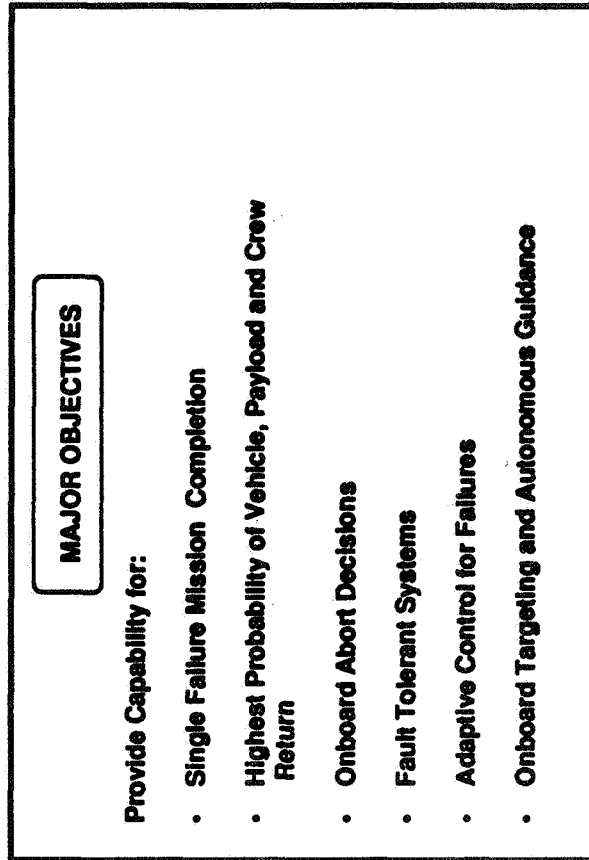 MAJOR OBJECTIVES
Provide Capability for:
• Single Failure Mission Completion
• Highest Probability of Vehicle, Payload and Crew
Return
• Onboard Abort Decisions
• Fault Tolerant Systems
• Adaptive Control for Failures
• Onboard Targeting and Autonomous Guidance